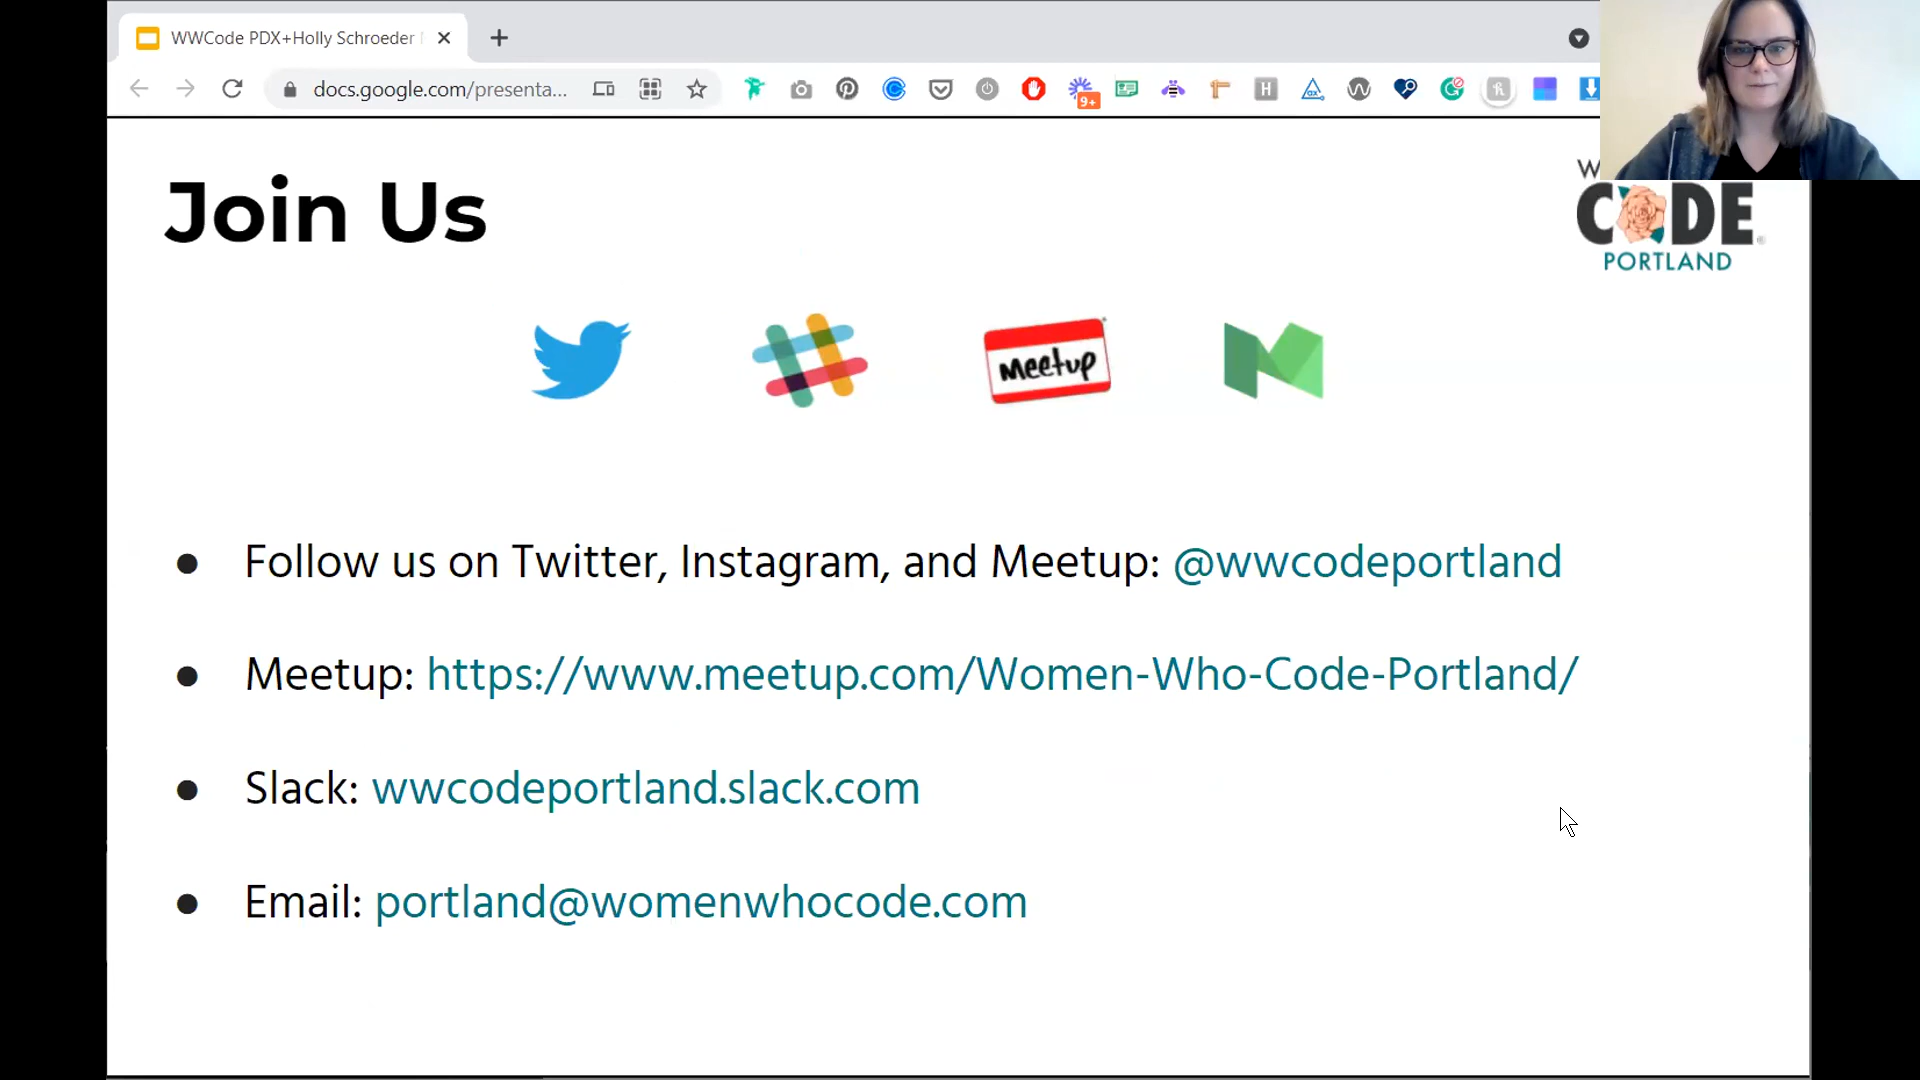 WWCode PDX+Holly Schroeder
docs.google.com/presenta...
9+
H
Join Us
W
CODE
PORTLAND
meetup
Follow us on Twitter, Instagram, and Meetup: @wwcodeportland
Meetup: https://www.meetup.com/Women-Who-Code-Portland/
Slack: wwcodeportland.slack.com
Email: portland@womenwhocode.com